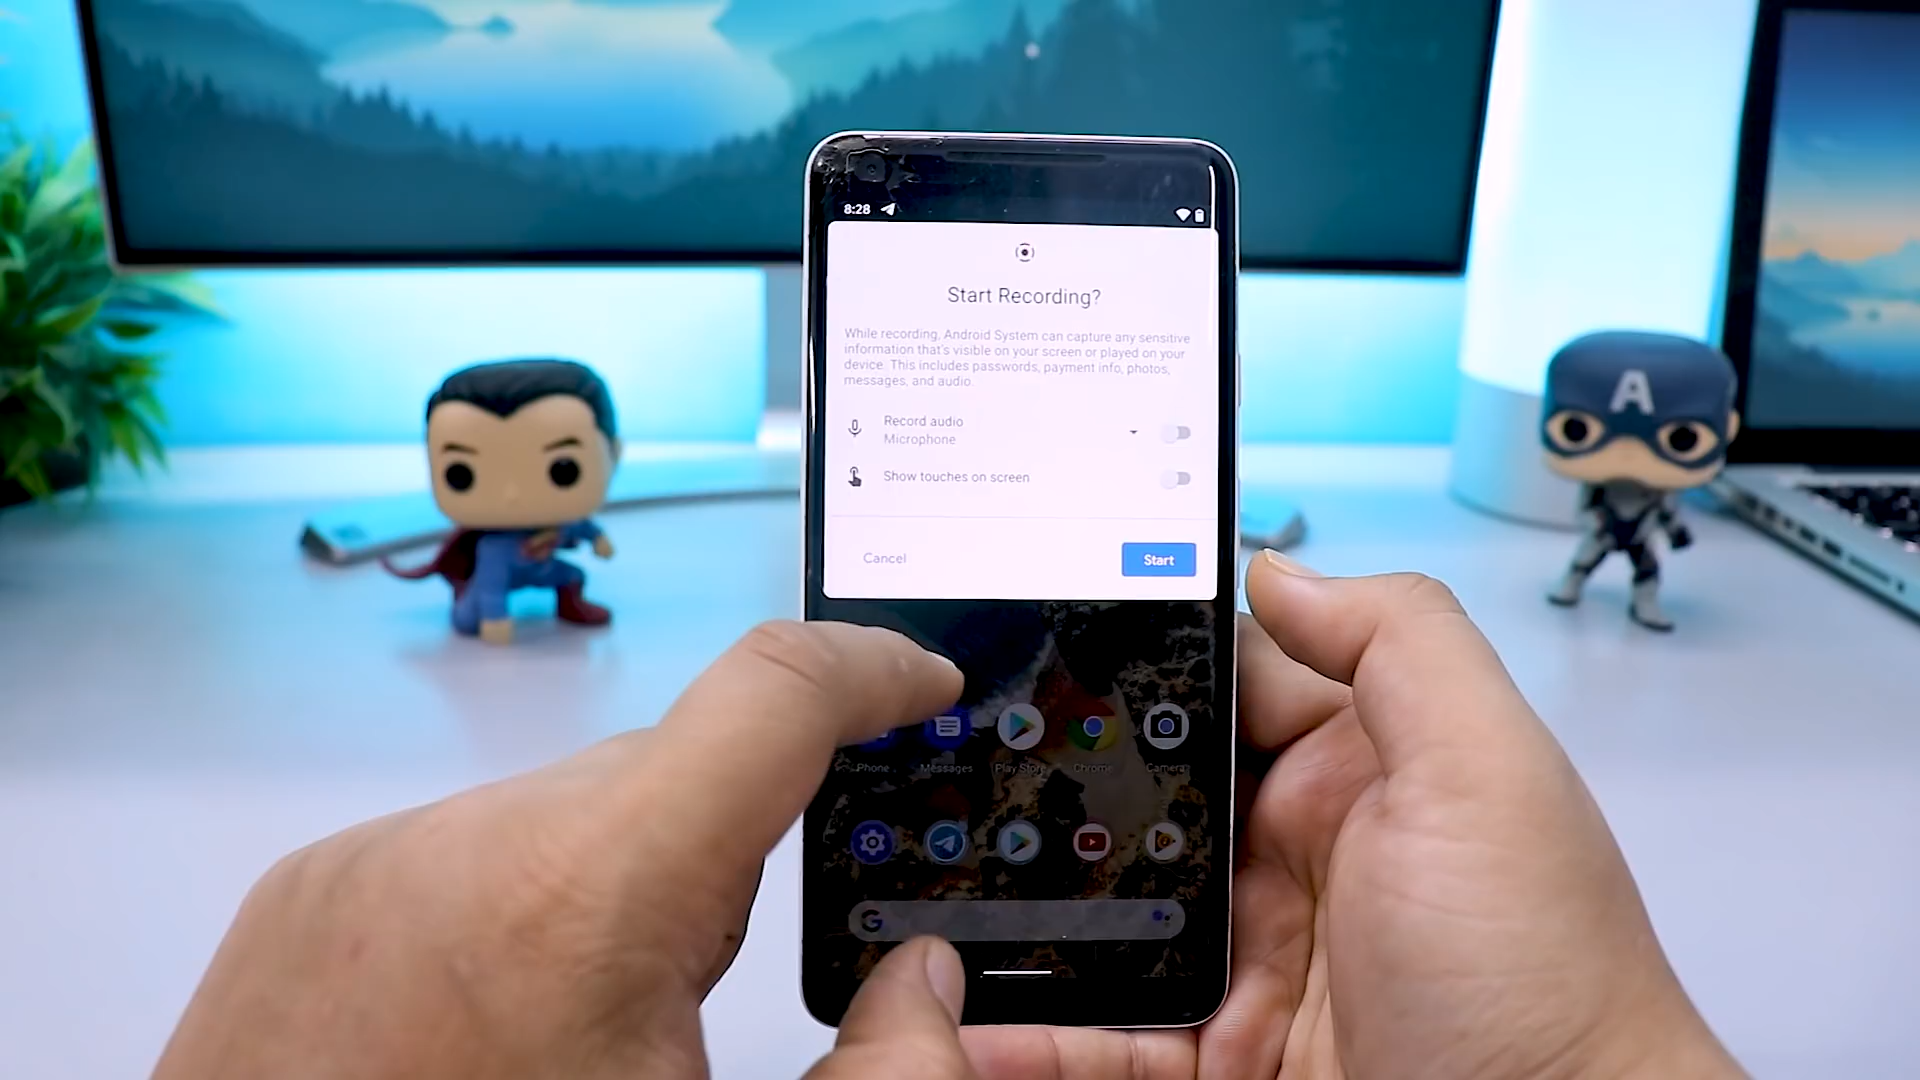 8:28
Start Recording?
While recording, Android System can capture any sensitive
information that's visible on your screen or played on your
device. This includes passwords, payment info, photos,
messages, and audio.
Record audio
Microphone
Show touches on screen
Cancel
Start
Phone
Messages
Play Store
Chrome
Camera
G
A